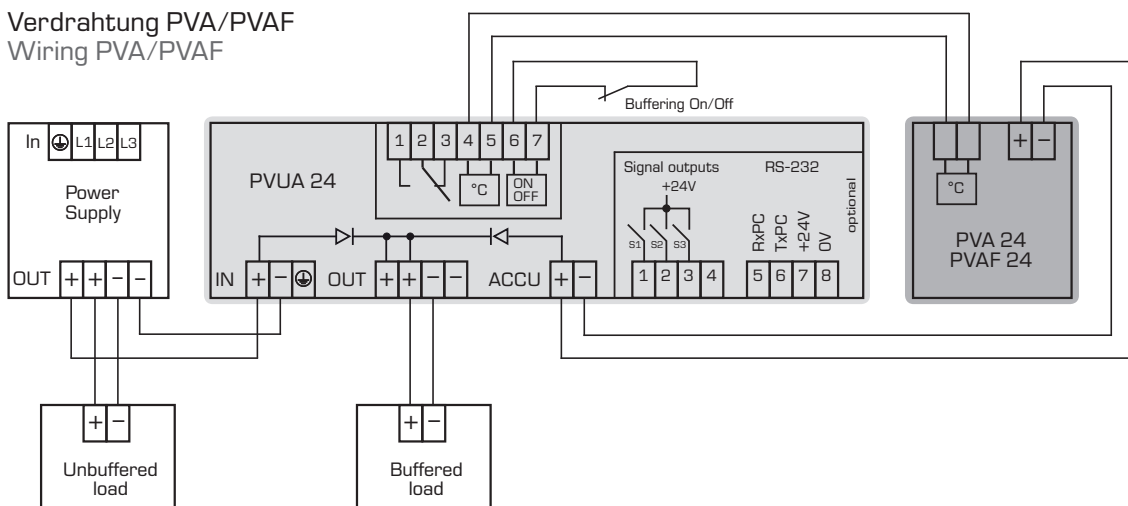 Verdrahtung PVA/PVAF
Wiring PVA/PVAF
Buffering On/Off
In L1 L2 L3
Power
Supply
OUT + + − −
PVUA 24
1 2 3 4 5 6 7
°C
ON
OFF
Signal outputs
+24V
RS-232
optional
S1 S2 S3
RxPC
TxPC
+24V
0V
1 2 3 4 5 6 7 8
IN + −
OUT + + − −
ACCU + −
+ −
°C
PVA 24
PVAF 24
+ −
Unbuffered
load
+ −
Buffered
load